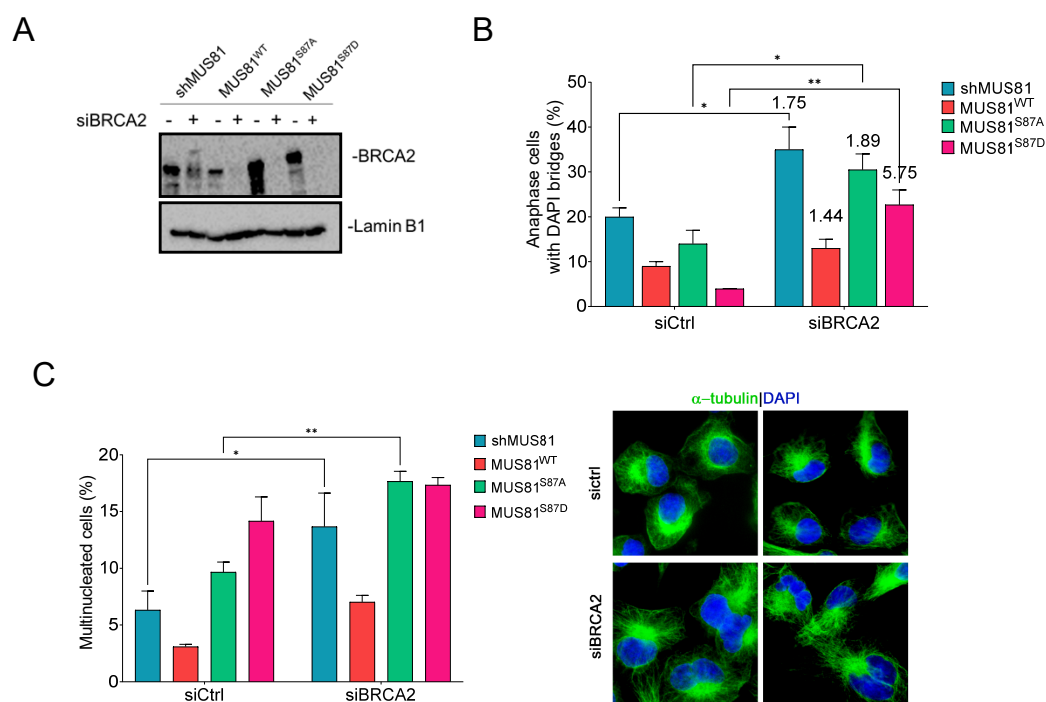 A
shMUS81
MUS81WT
MUS81S87A
MUS81S87D
siBRCA2 - + - + - + - +
-BRCA2
-Lamin B1
B
Anaphase cells
with DAPI bridges (%)
50
40
30
20
10
0
*
**
*
1.75
1.44
1.89
5.75
siCtrl
siBRCA2
shMUS81
MUS81WT
MUS81S87A
MUS81S87D
C
Multinucleated cells (%)
20
15
10
5
0
**
*
siCtrl
siBRCA2
shMUS81
MUS81WT
MUS81S87A
MUS81S87D
α–tubulin|DAPI
sictrl
siBRCA2